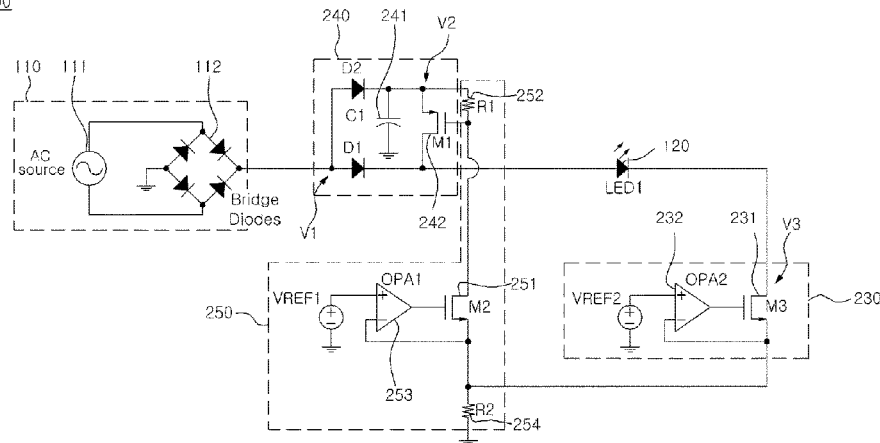 240
241
V2
110
111
112
D2
252
R1
C1
M1
AC
source
D1
120
Bridge
Diodes
V1
242
LED1
232
231
V3
OPA1
251
OPA2
250
VREF1
M2
VREF2
M3
230
253
R2
254